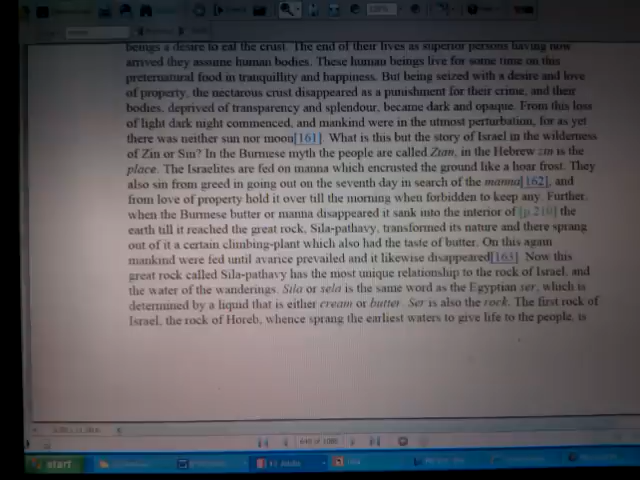 beings a desire to eat the crust. The end of their lives as superior persons having now
arrived they assume human bodies. These human beings live for some time on this
preternatural food in tranquillity and happiness. But being seized with a desire and love
of property, the nectarous crust disappeared as a punishment for their crime, and their
bodies, deprived of transparency and splendour, became dark and opaque. From this loss
of light dark night commenced, and mankind were in the utmost perturbation, for as yet
there was neither sun nor moon[161]. What is this but the story of Israel in the wilderness
of Zin or Sin? In the Burmese myth the people are called Zian, in the Hebrew zin is the
place. The Israelites are fed on manna which encrusted the ground like a hoar frost. They
also sin from greed in going out on the seventh day in search of the manna[162], and
from love of property hold it over till the morning when forbidden to keep any. Further,
when the Burmese butter or manna disappeared it sank into the interior of [p.219] the
earth till it reached the great rock, Sila-pathavy, transformed its nature and there sprang
out of it a certain climbing-plant which also had the taste of butter. On this again
mankind were fed until avarice prevailed and it likewise disappeared[163]. Now this
great rock called Sila-pathavy has the most unique relationship to the rock of Israel, and
the water of the wanderings. Sila or sela is the same word as the Egyptian ser, which is
determined by a liquid that is either cream or butter. Ser is also the rock. The first rock of
Israel, the rock of Horeb, whence sprang the earliest waters to give life to the people, is
start